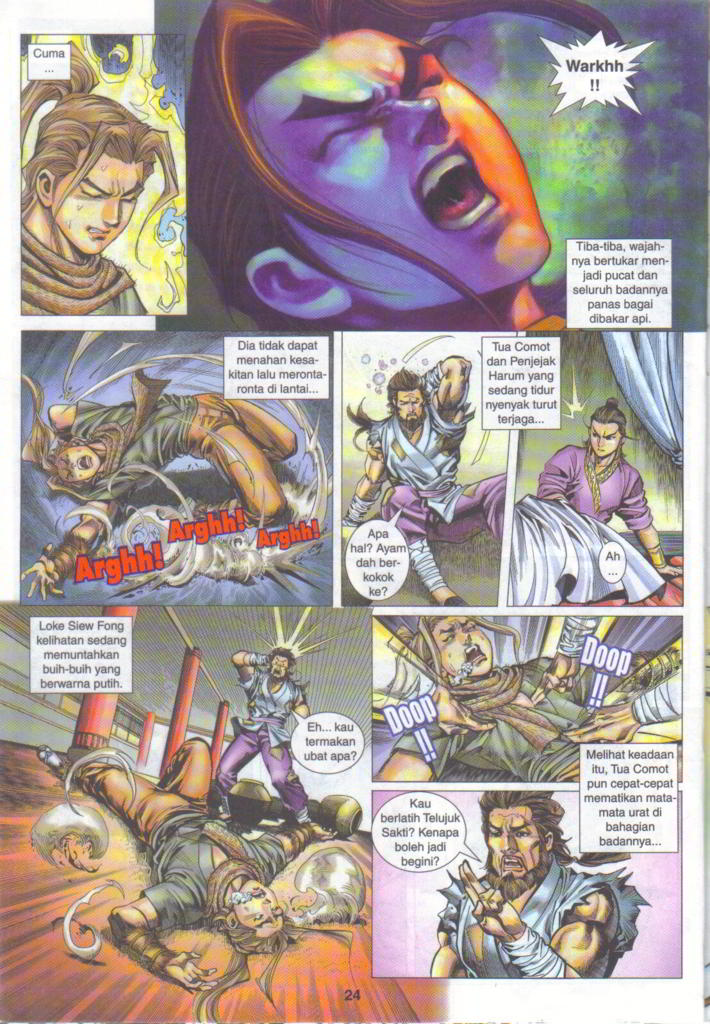 Cuma
...
Warkhh
!!
Tiba-tiba, wajah-
nya bertukar men-
jadi pucat dan
seluruh badannya
panas bagai
dibakar api.
Dia tidak dapat
menahan kesa-
kitan lalu meronta-
ronta di lantai...
Arghh!
Arghh!
Arghh!
Tua Comot
dan Penjejak
Harum yang
sedang tidur
nyenyak turut
terjaga...
Apa
hal? Ayam
dah ber-
kokok
ke?
Ah
...
Loke Siew Fong
kelihatan sedang
memuntahkan
buih-buih yang
berwarna putih.
Eh... kau
termakan
ubat apa?
Doop
!!
Doop
!!
Melihat keadaan
itu, Tua Comot
pun cepat-cepat
mematikan mata-
mata urat di
bahagian
badannya...
Kau
berlatih Telujuk
Sakti? Kenapa
boleh jadi
begini?
24